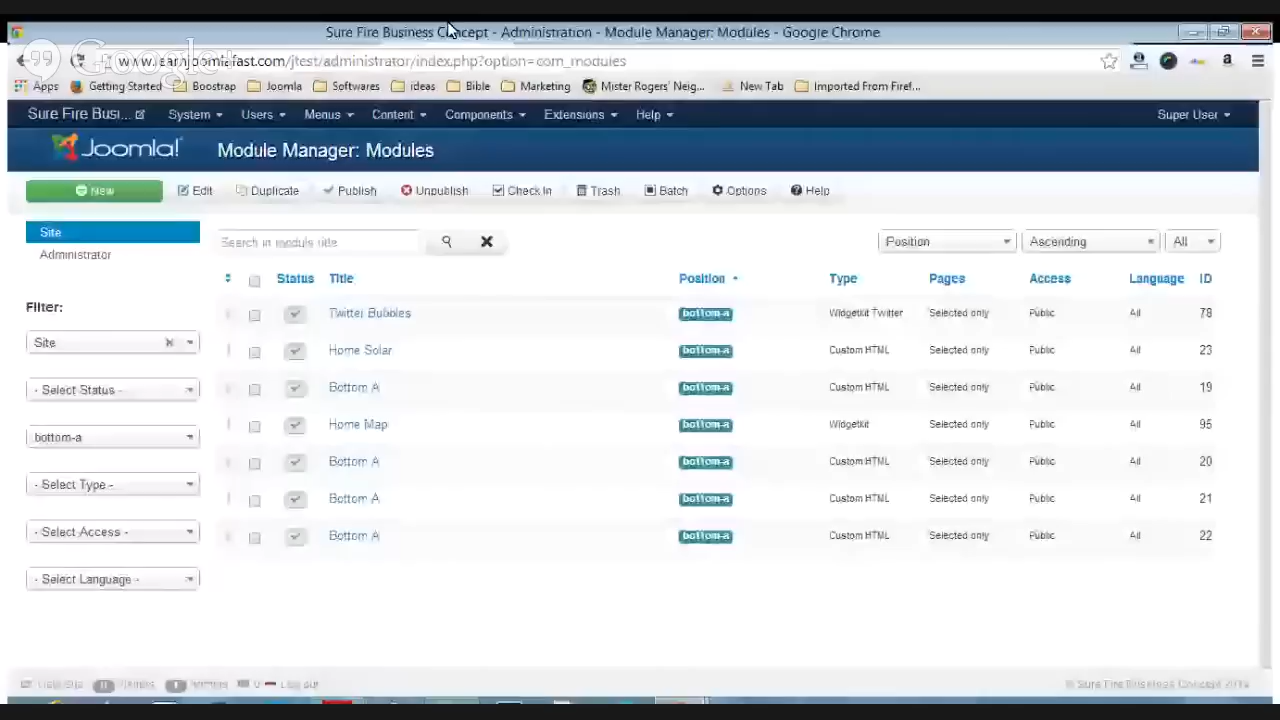 Sure Fire Business Concept - Administration - Module Manager: Modules - Google Chrome
Google+
www.learnjoomlafast.com/jtest/administrator/index.php?option=com_modules
Apps Getting Started Boostrap Joomla Softwares ideas Bible Marketing Mister Rogers' Neig... New Tab Imported From Firef...
Sure Fire Busi... System Users Menus Content Components Extensions Help Super User
Joomla! Module Manager: Modules
New Edit Duplicate Publish Unpublish Check In Trash Batch Options Help
Site
Administrator
Search in module title Position Ascending All
Status Title Position Type Pages Access Language ID
Twitter Bubbles bottom-a Widgetkit Twitter Selected only Public All 78
Home Solar bottom-a Custom HTML Selected only Public All 23
Bottom A bottom-a Custom HTML Selected only Public All 19
Home Map bottom-a Widgetkit Selected only Public All 95
Bottom A bottom-a Custom HTML Selected only Public All 20
Bottom A bottom-a Custom HTML Selected only Public All 21
Bottom A bottom-a Custom HTML Selected only Public All 22
Filter:
Site
- Select Status -
bottom-a
- Select Type -
- Select Access -
- Select Language -
View Site 0 Log out
© Sure Fire Business Concept